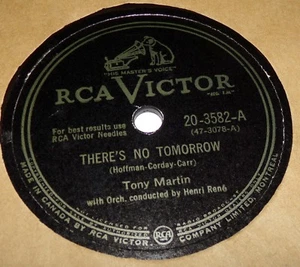 "HIS MASTER'S VOICE"
RCA VICTOR
For best results use
RCA Victor Needles
20-3582-A
(47-3078-A)
THERE'S NO TOMORROW
(Hoffman-Corday-Carr)
Tony Martin
with Orch. conducted by Henri René
MADE IN CANADA BY RCA VICTOR COMPANY LIMITED, MONTREAL
RCA